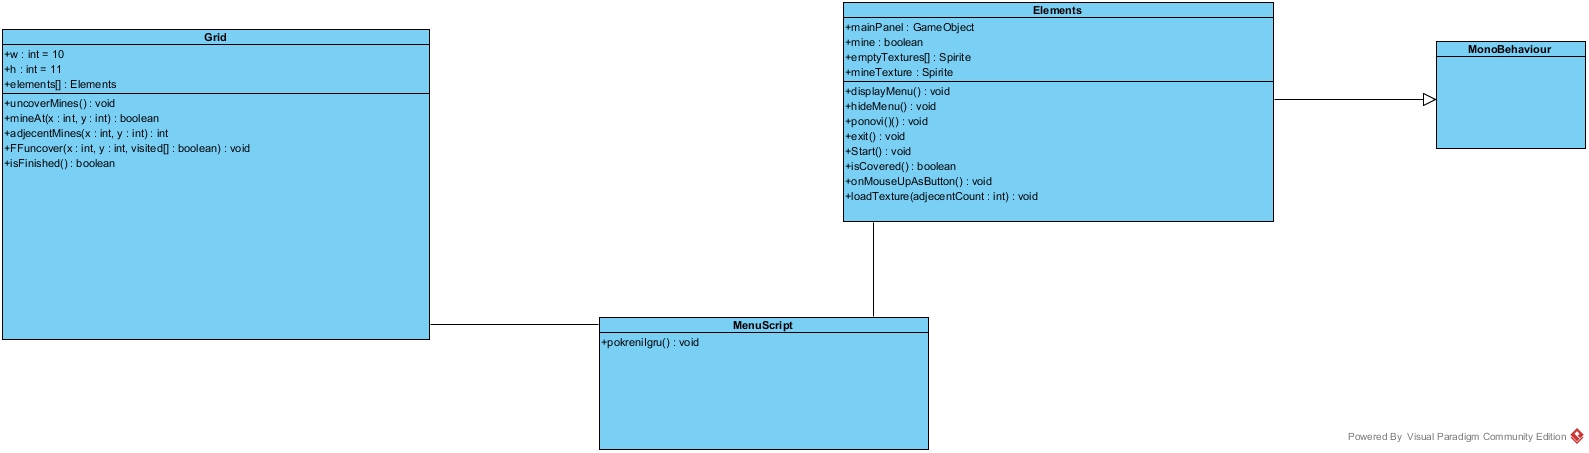 Grid
+w : int = 10
+h : int = 11
+elements[] : Elements
+uncoverMines() : void
+mineAt(x : int, y : int) : boolean
+adjecentMines(x : int, y : int) : int
+FFuncover(x : int, y : int, visited[] : boolean) : void
+isFinished() : boolean
Elements
+mainPanel : GameObject
+mine : boolean
+emptyTextures[] : Spirite
+mineTexture : Spirite
+displayMenu() : void
+hideMenu() : void
+ponovi()() : void
+exit() : void
+Start() : void
+isCovered() : boolean
+onMouseUpAsButton() : void
+loadTexture(adjecentCount : int) : void
MonoBehaviour
MenuScript
+pokreniIgru() : void
Powered By Visual Paradigm Community Edition